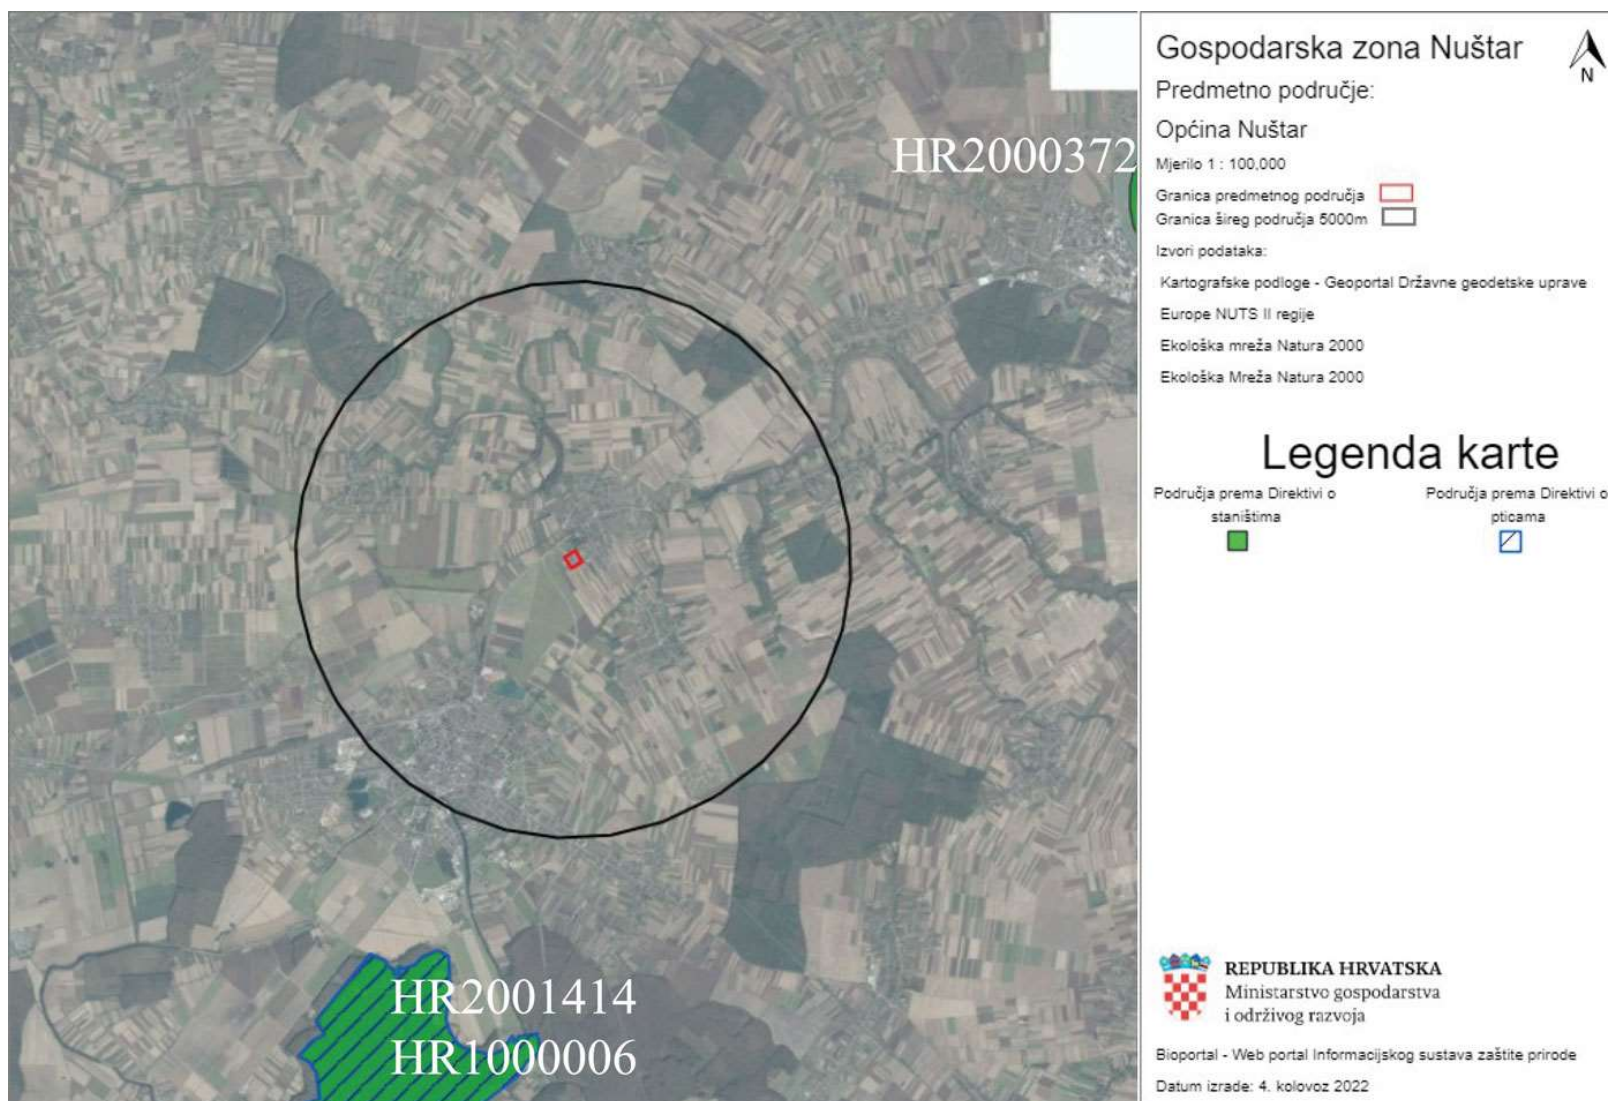 HR2000372
HR2001414
HR1000006
Gospodarska zona Nuštar
N
Predmetno područje:
Općina Nuštar
Mjerilo 1 : 100,000
Granica predmetnog područja
Granica šireg područja 5000m
Izvori podataka:
Kartografske podloge - Geoportal Državne geodetske uprave
Europe NUTS II regije
Ekološka mreža Natura 2000
Ekološka Mreža Natura 2000
Legenda karte
Područja prema Direktivi o
staništima
Područja prema Direktivi o
pticama
REPUBLIKA HRVATSKA
Ministarstvo gospodarstva
i održivog razvoja
Bioportal - Web portal Informacijskog sustava zaštite prirode
Datum izrade: 4. kolovoz 2022